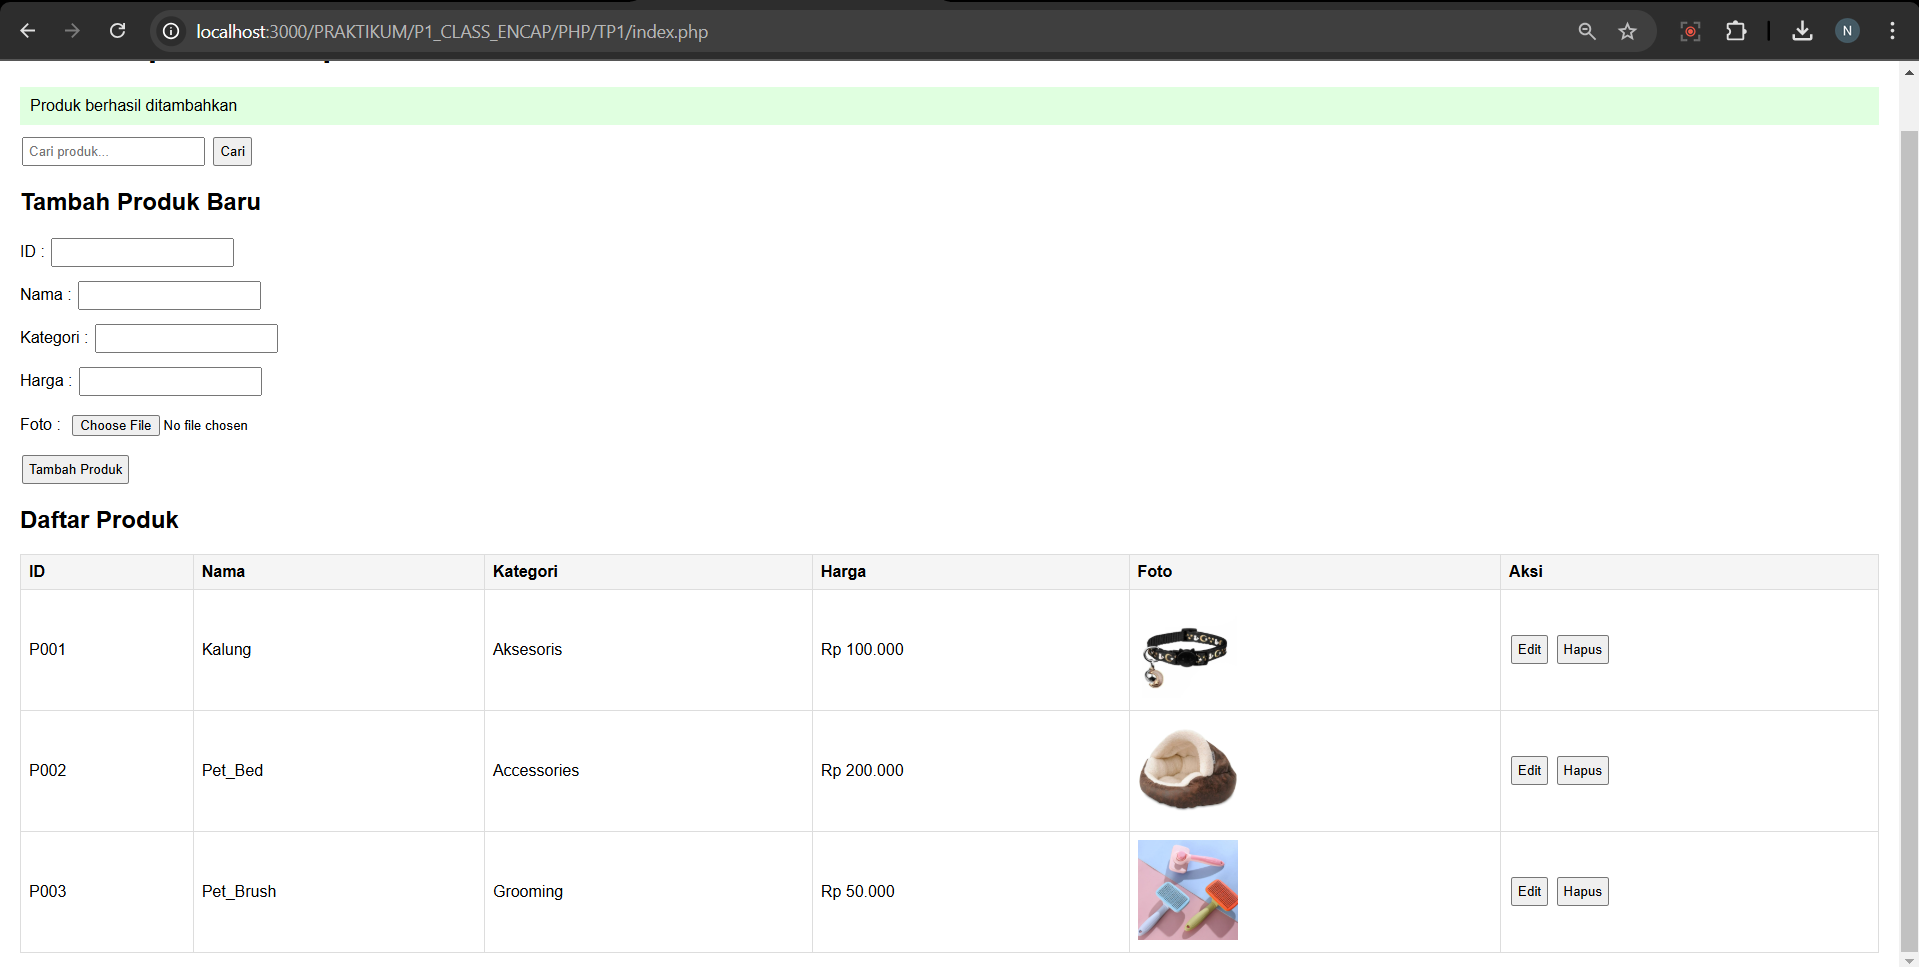 localhost:3000/PRAKTIKUM/P1_CLASS_ENCAP/PHP/TP1/index.php
N
Produk berhasil ditambahkan
Cari produk...
Cari
Tambah Produk Baru
ID :
Nama :
Kategori :
Harga :
Foto : Choose File No file chosen
Tambah Produk
Daftar Produk
ID Nama Kategori Harga Foto Aksi
P001 Kalung Aksesoris Rp 100.000 Edit Hapus
P002 Pet_Bed Accessories Rp 200.000 Edit Hapus
P003 Pet_Brush Grooming Rp 50.000 Edit Hapus